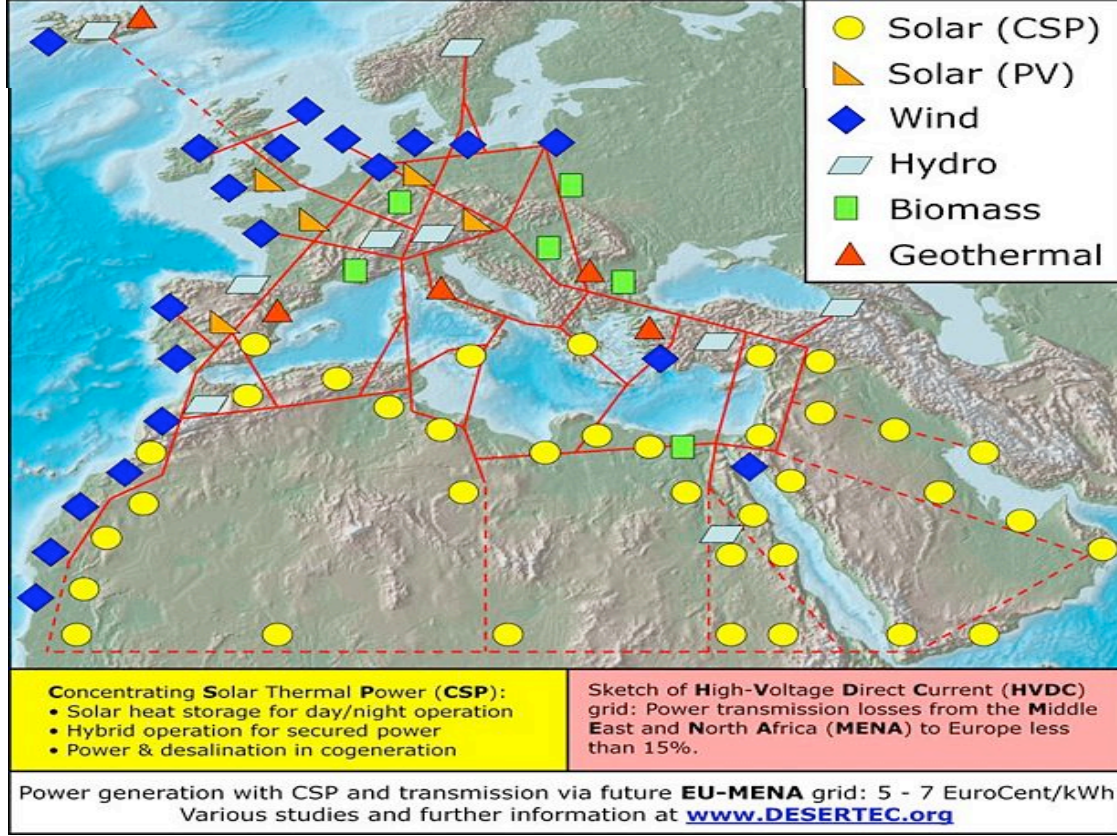 Solar (CSP)
Solar (PV)
Wind
Hydro
Biomass
Geothermal
Concentrating Solar Thermal Power (CSP):
• Solar heat storage for day/night operation
• Hybrid operation for secured power
• Power & desalination in cogeneration
Sketch of High-Voltage Direct Current (HVDC)
grid: Power transmission losses from the Middle
East and North Africa (MENA) to Europe less
than 15%.
Power generation with CSP and transmission via future EU-MENA grid: 5 - 7 EuroCent/kWh
Various studies and further information at www.DESERTEC.org